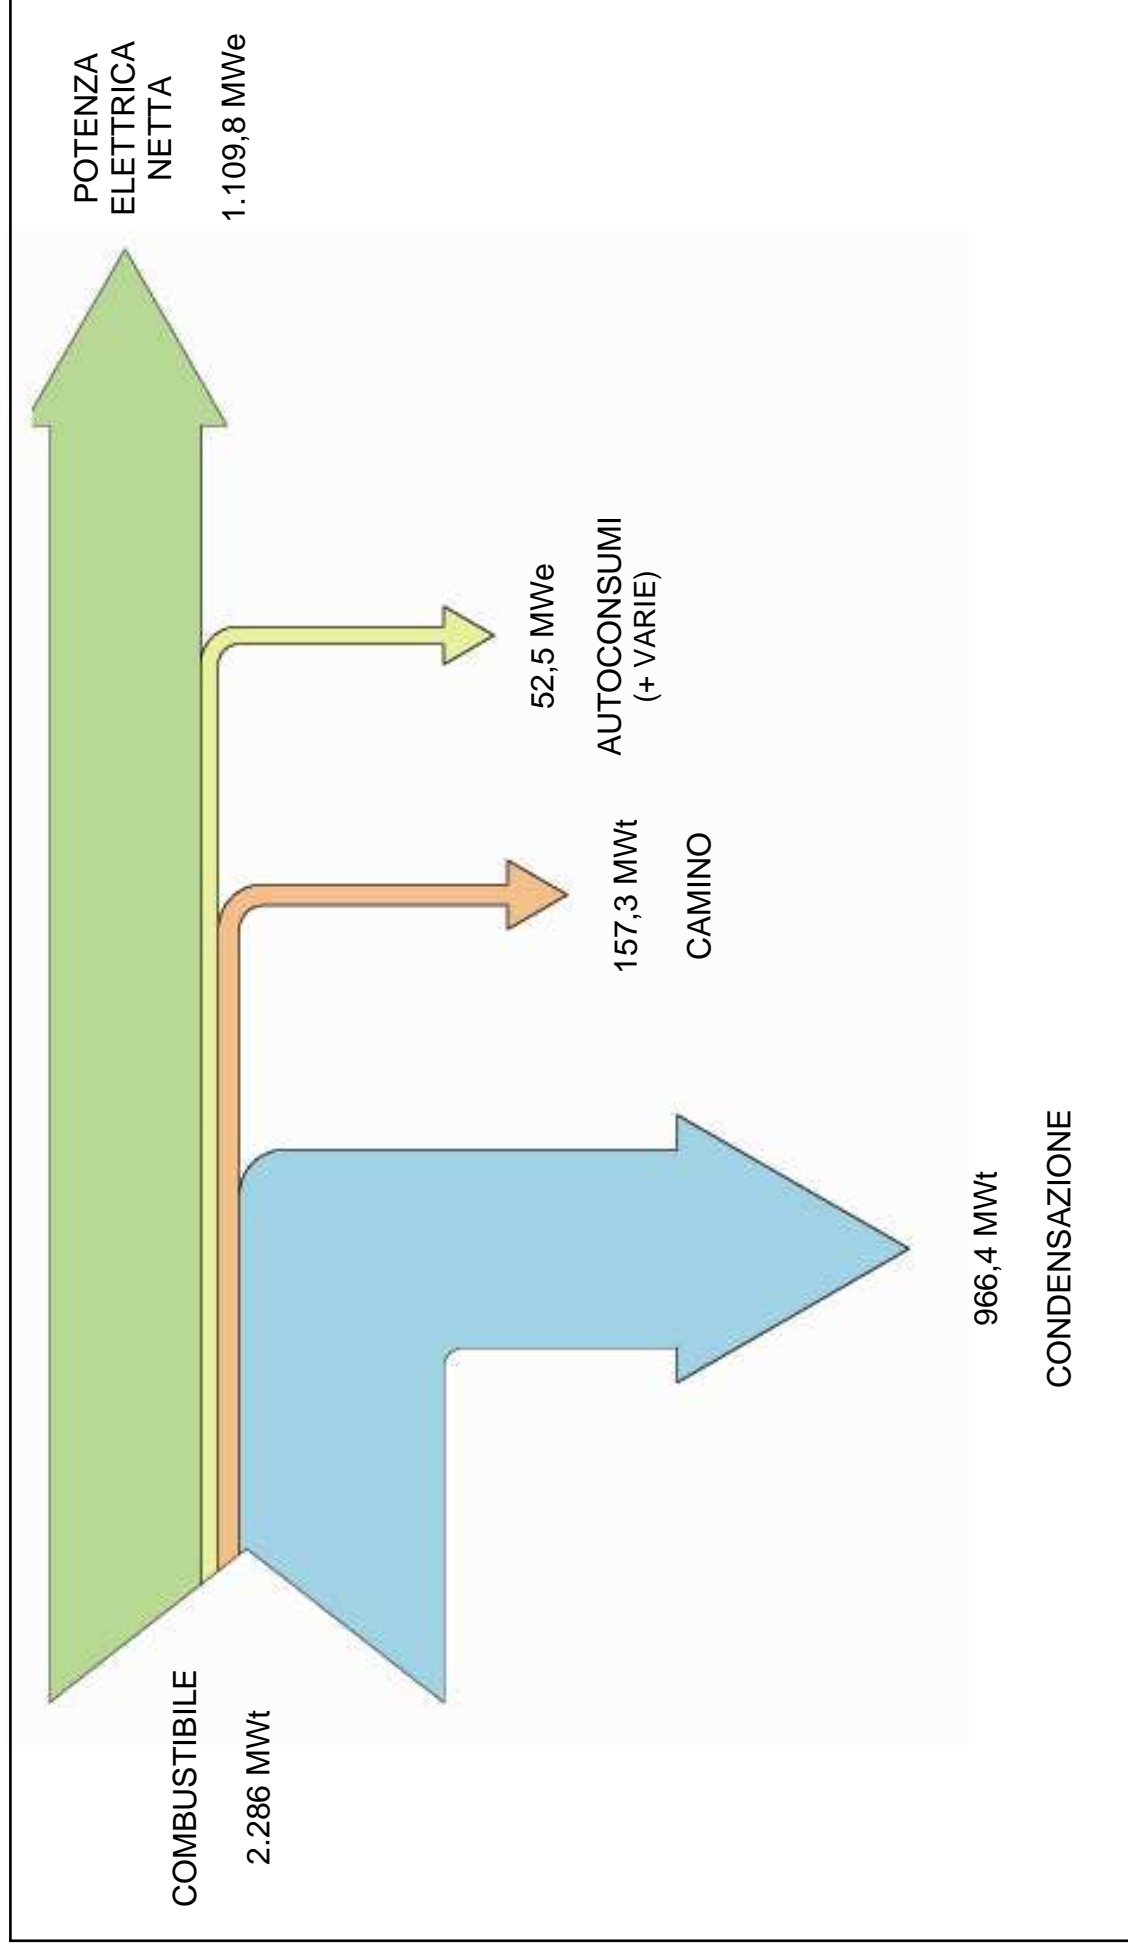 POTENZA
ELETTRICA
NETTA
1.109,8 MWe
52,5 MWe
AUTOCONSUMI
(+ VARIE)
157,3 MWt
CAMINO
966,4 MWt
CONDENSAZIONE
COMBUSTIBILE
2.286 MWt